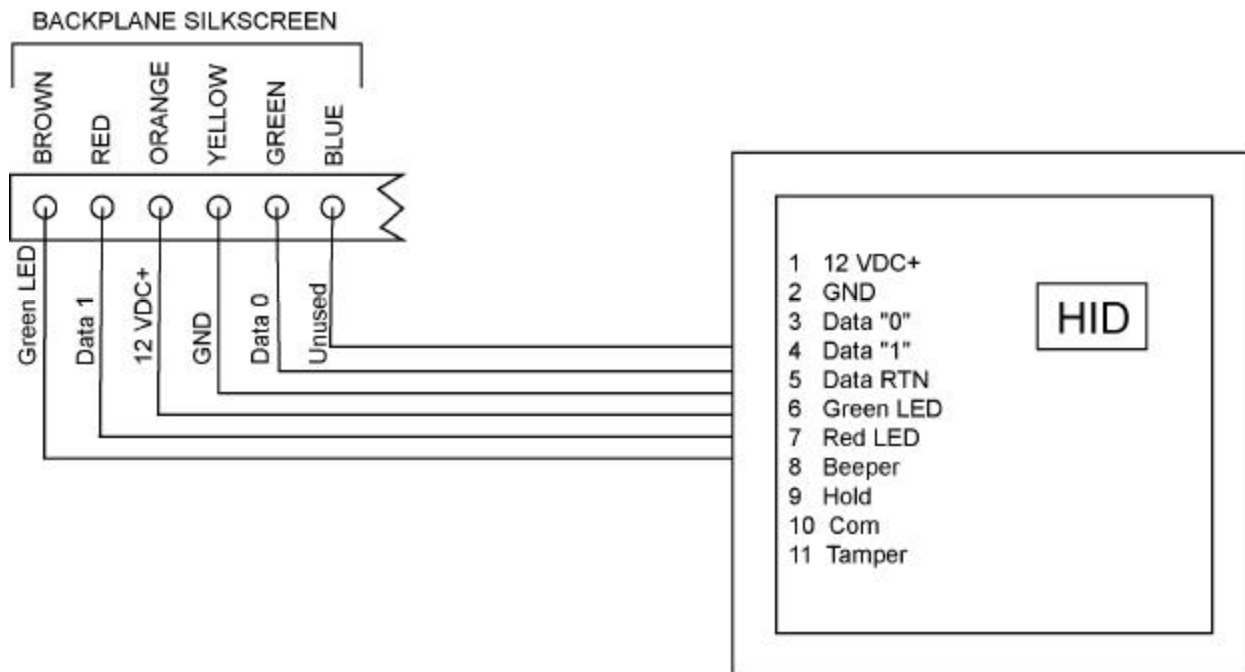 BACKPLANE SILKSCREEN
BROWN
RED
ORANGE
YELLOW
GREEN
BLUE
Green LED
Data 1
12 VDC+
GND
Data 0
Unused
1 12 VDC+
2 GND
3 Data "0"
4 Data "1"
5 Data RTN
6 Green LED
7 Red LED
8 Beeper
9 Hold
10 Com
11 Tamper
HID